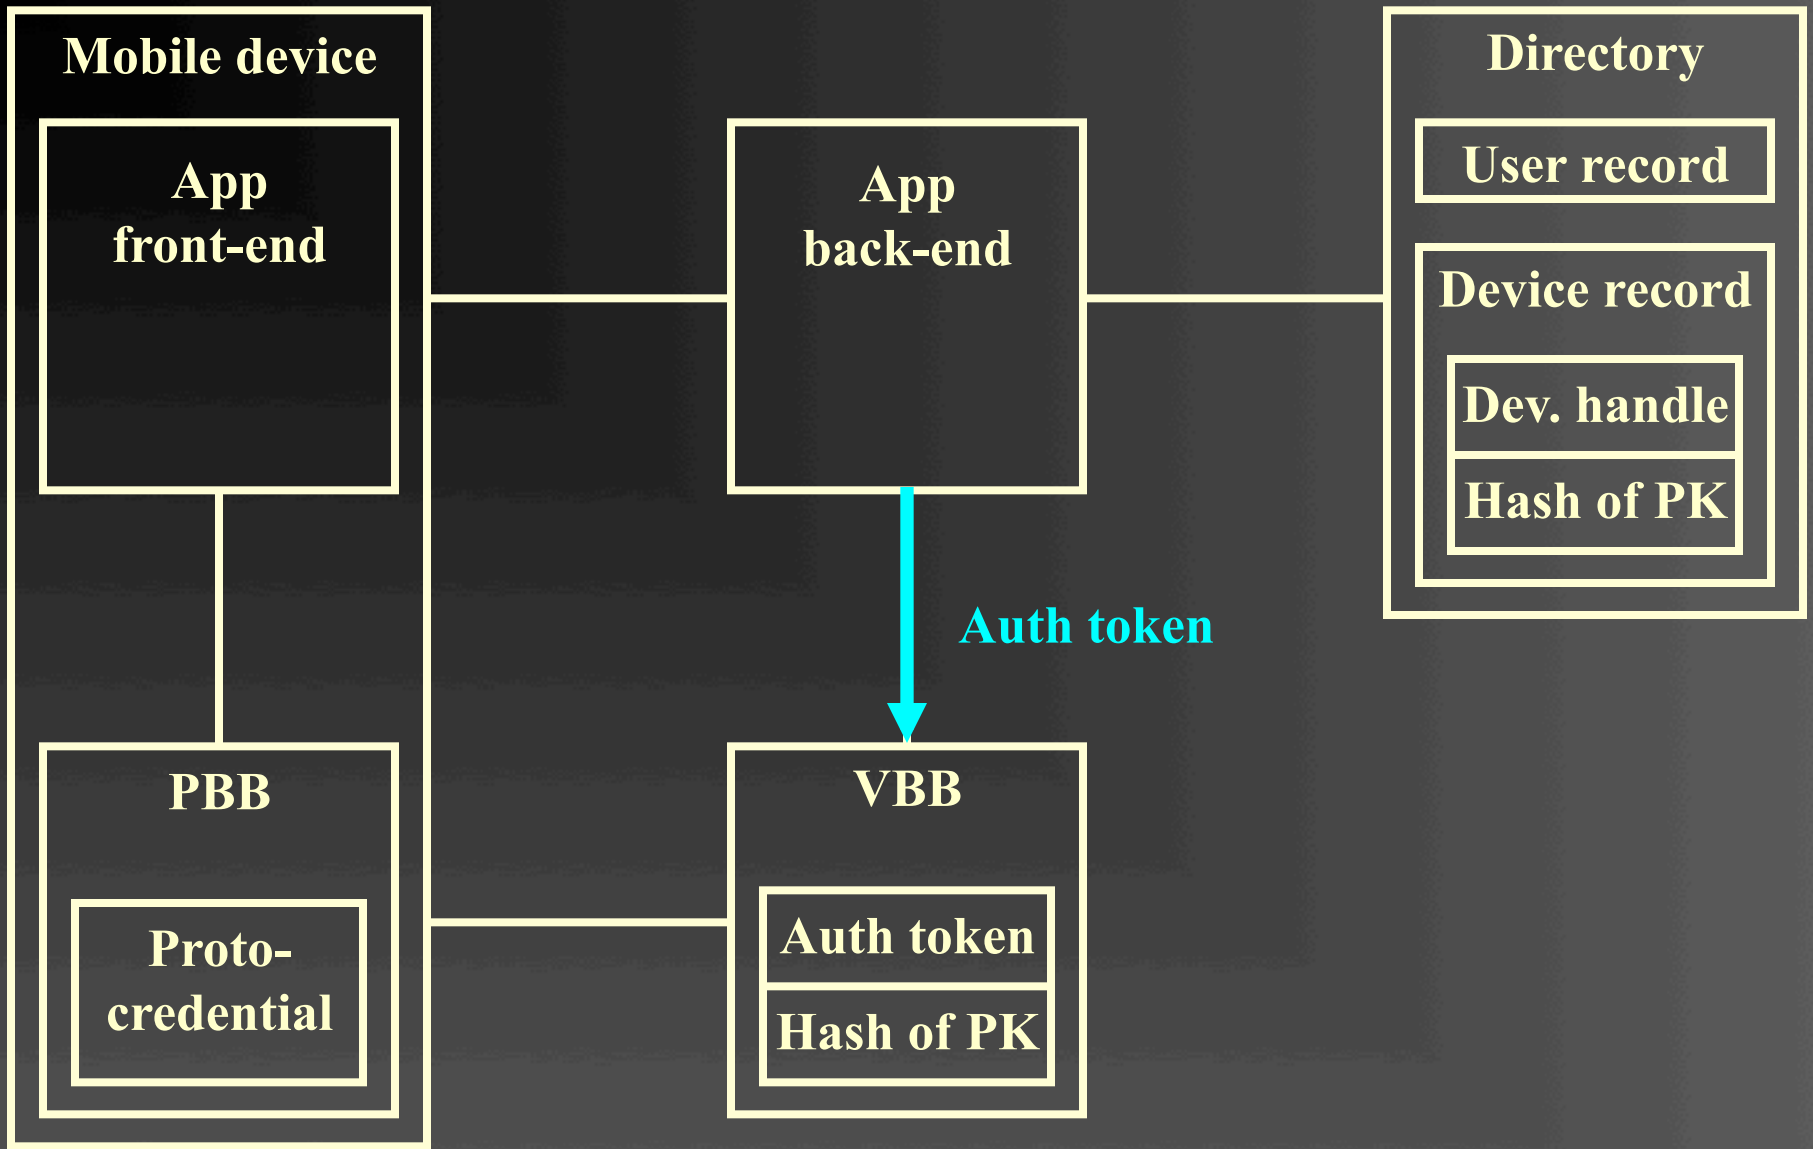 Mobile device
App
front-end
PBB
Proto-
credential
App
back-end
Auth token
VBB
Auth token
Hash of PK
Directory
User record
Device record
Dev. handle
Hash of PK